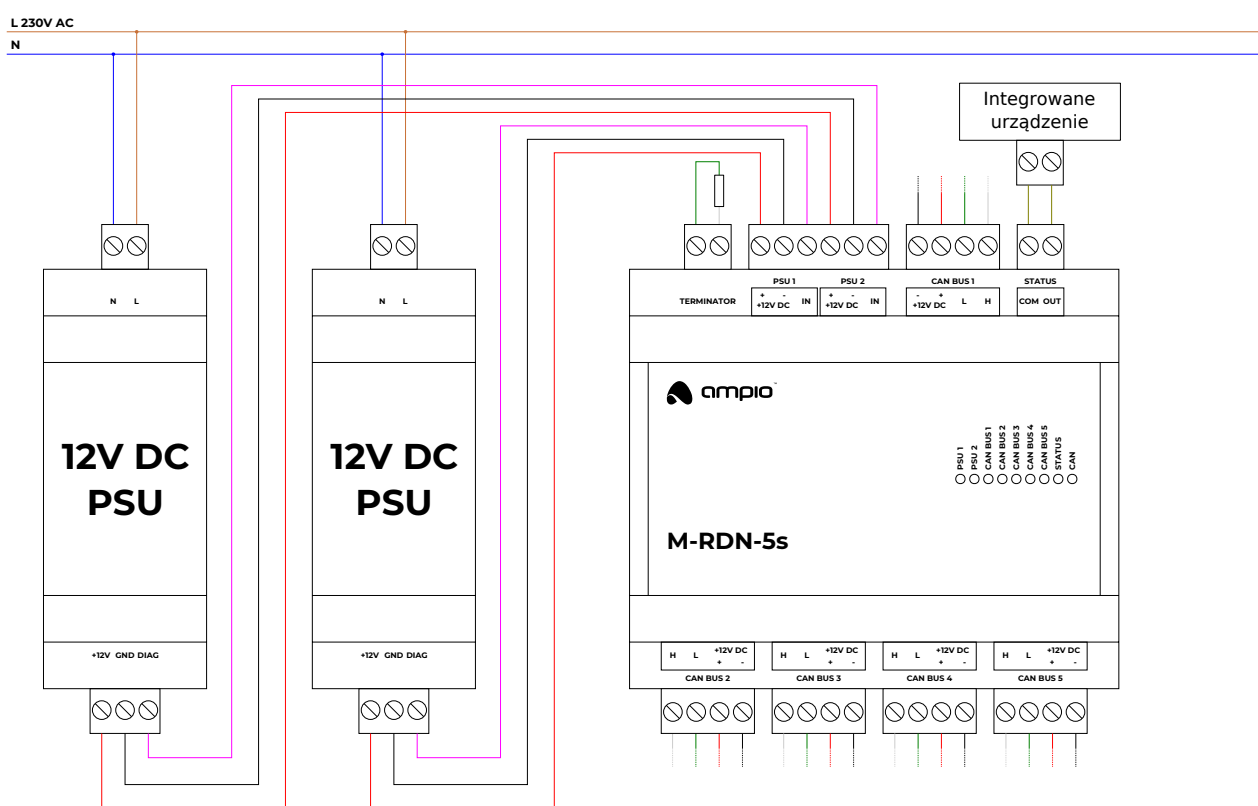 L 230V AC
N
Integrowane
urządzenie
N L
N L
TERMINATOR
PSU 1
+ -
+12V DC IN
PSU 2
+ -
+12V DC IN
CAN BUS 1
- +
+12V DC L H
STATUS
COM OUT
ampio™
PSU 1
PSU 2
CAN BUS 1
CAN BUS 2
CAN BUS 3
CAN BUS 4
CAN BUS 5
STATUS
CAN
12V DC
PSU
12V DC
PSU
M-RDN-5s
+12V GND DIAG
+12V GND DIAG
H L +12V DC
+ -
CAN BUS 2
H L +12V DC
+ -
CAN BUS 3
H L +12V DC
+ -
CAN BUS 4
H L +12V DC
+ -
CAN BUS 5